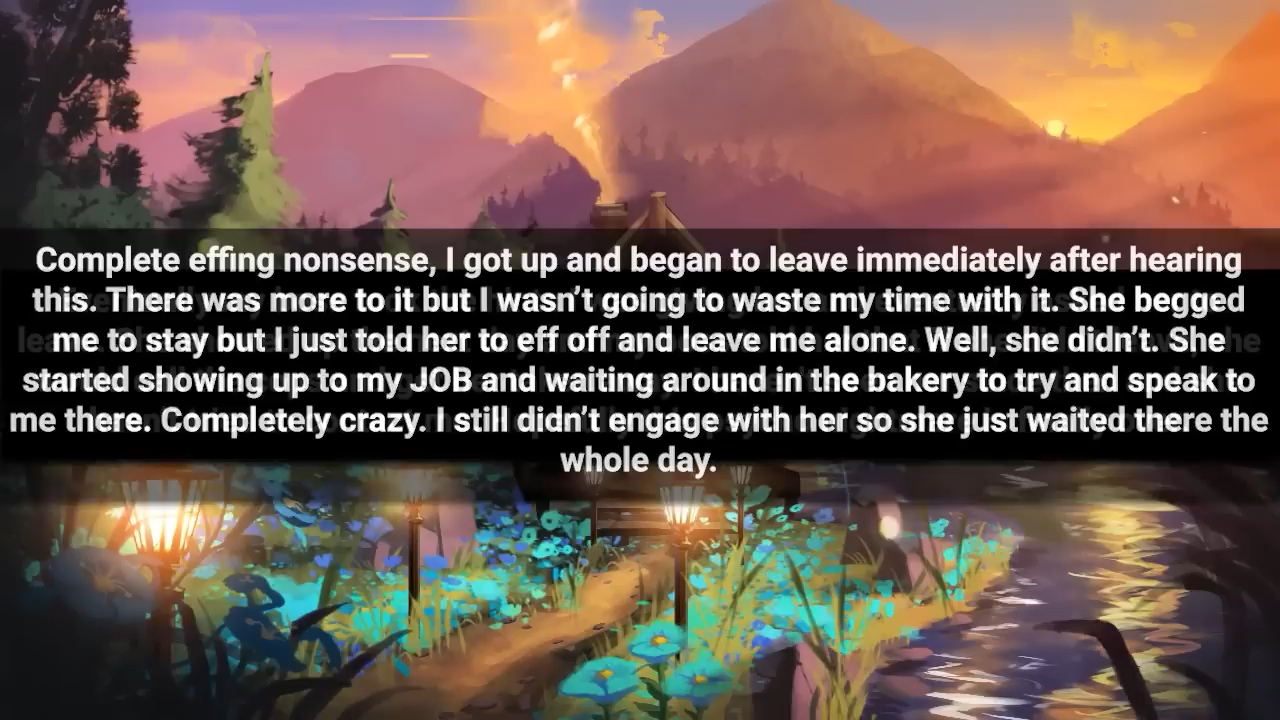 Complete effing nonsense, I got up and began to leave immediately after hearing
this. There was more to it but I wasn’t going to waste my time with it. She begged
me to stay but I just told her to eff off and leave me alone. Well, she didn’t. She
started showing up to my JOB and waiting around in the bakery to try and speak to
me there. Completely crazy. I still didn’t engage with her so she just waited there the
whole day.